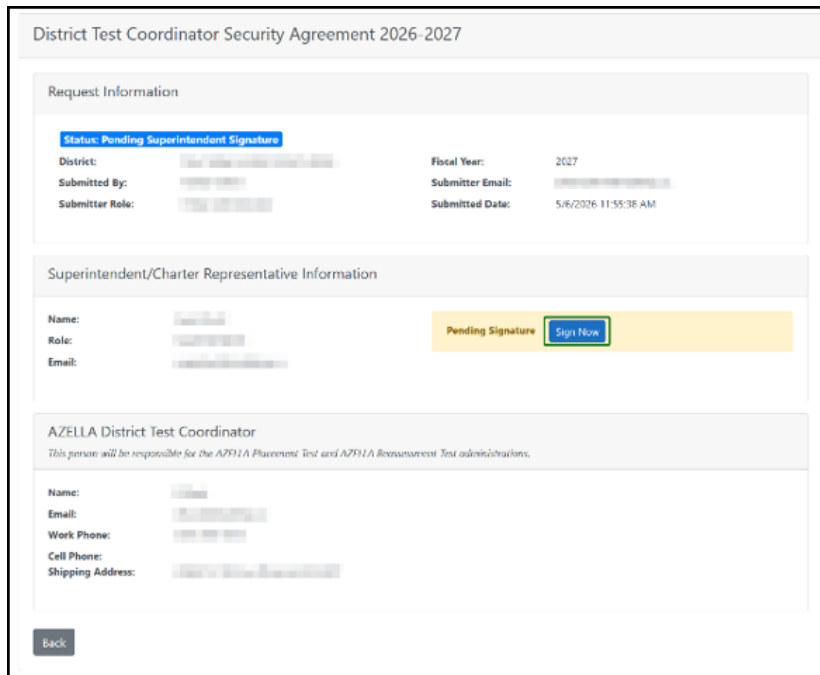 District Test Coordinator Security Agreement 2026-2027
Request Information
Status: Pending Superintendent Signature
District:
Fiscal Year: 2027
Submitted By:
Submitter Email:
Submitter Role:
Submitted Date: 5/6/2026 11:55:38 AM
Superintendent/Charter Representative Information
Name:
Pending Signature Sign Now
Role:
Email:
AZELLA District Test Coordinator
This person will be responsible for the AZELLA Placement Test and AZELLA Reassessment Test administrations.
Name:
Email:
Work Phone:
Cell Phone:
Shipping Address:
Back